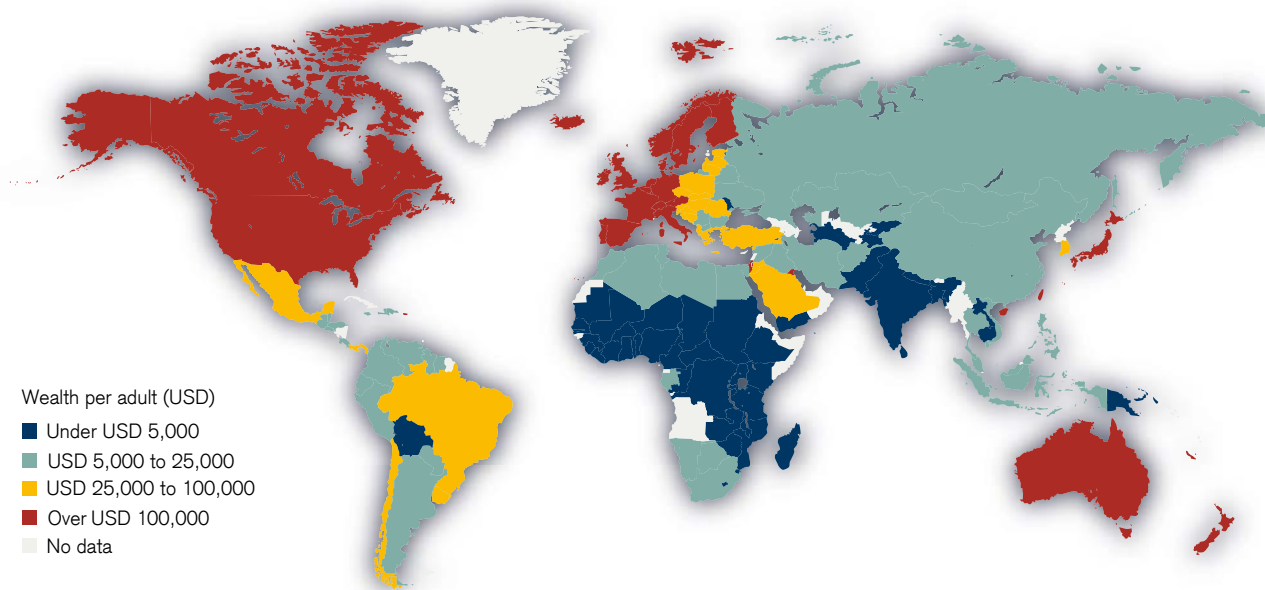 Wealth per adult (USD)
Under USD 5,000
USD 5,000 to 25,000
USD 25,000 to 100,000
Over USD 100,000
No data